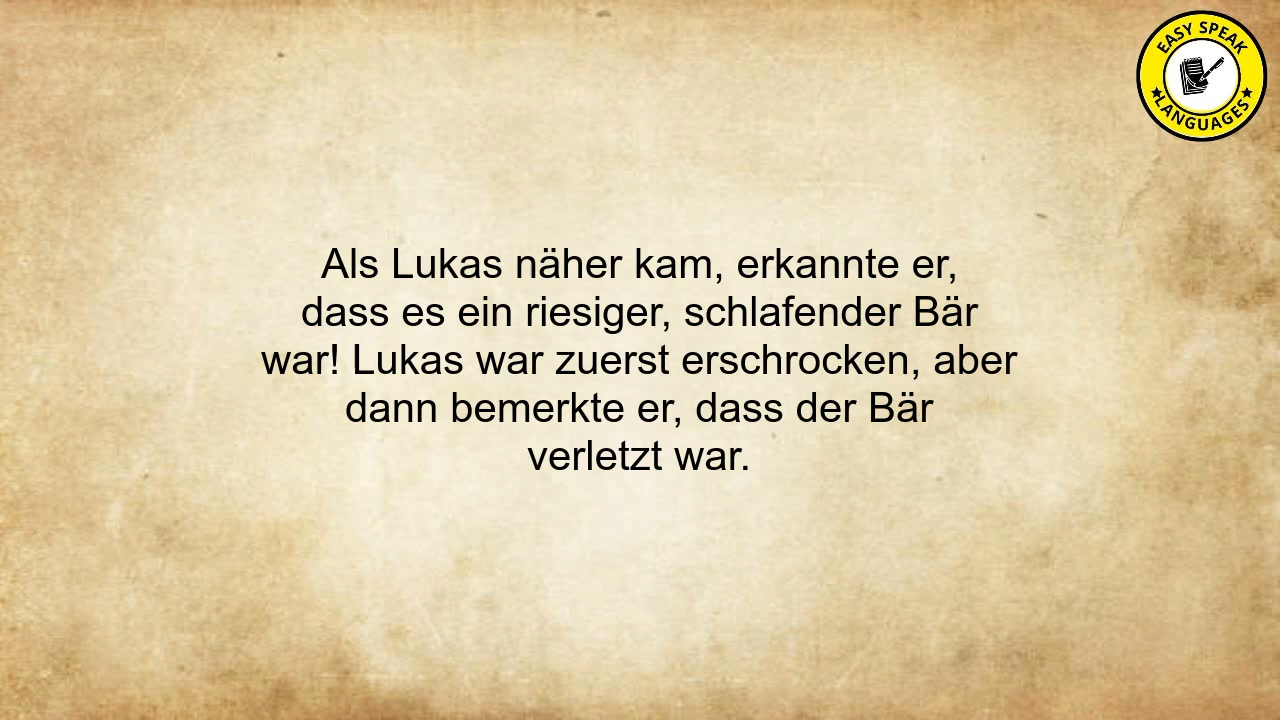 EASY SPEAK
LANGUAGES
Als Lukas näher kam, erkannte er,
dass es ein riesiger, schlafender Bär
war! Lukas war zuerst erschrocken, aber
dann bemerkte er, dass der Bär
verletzt war.